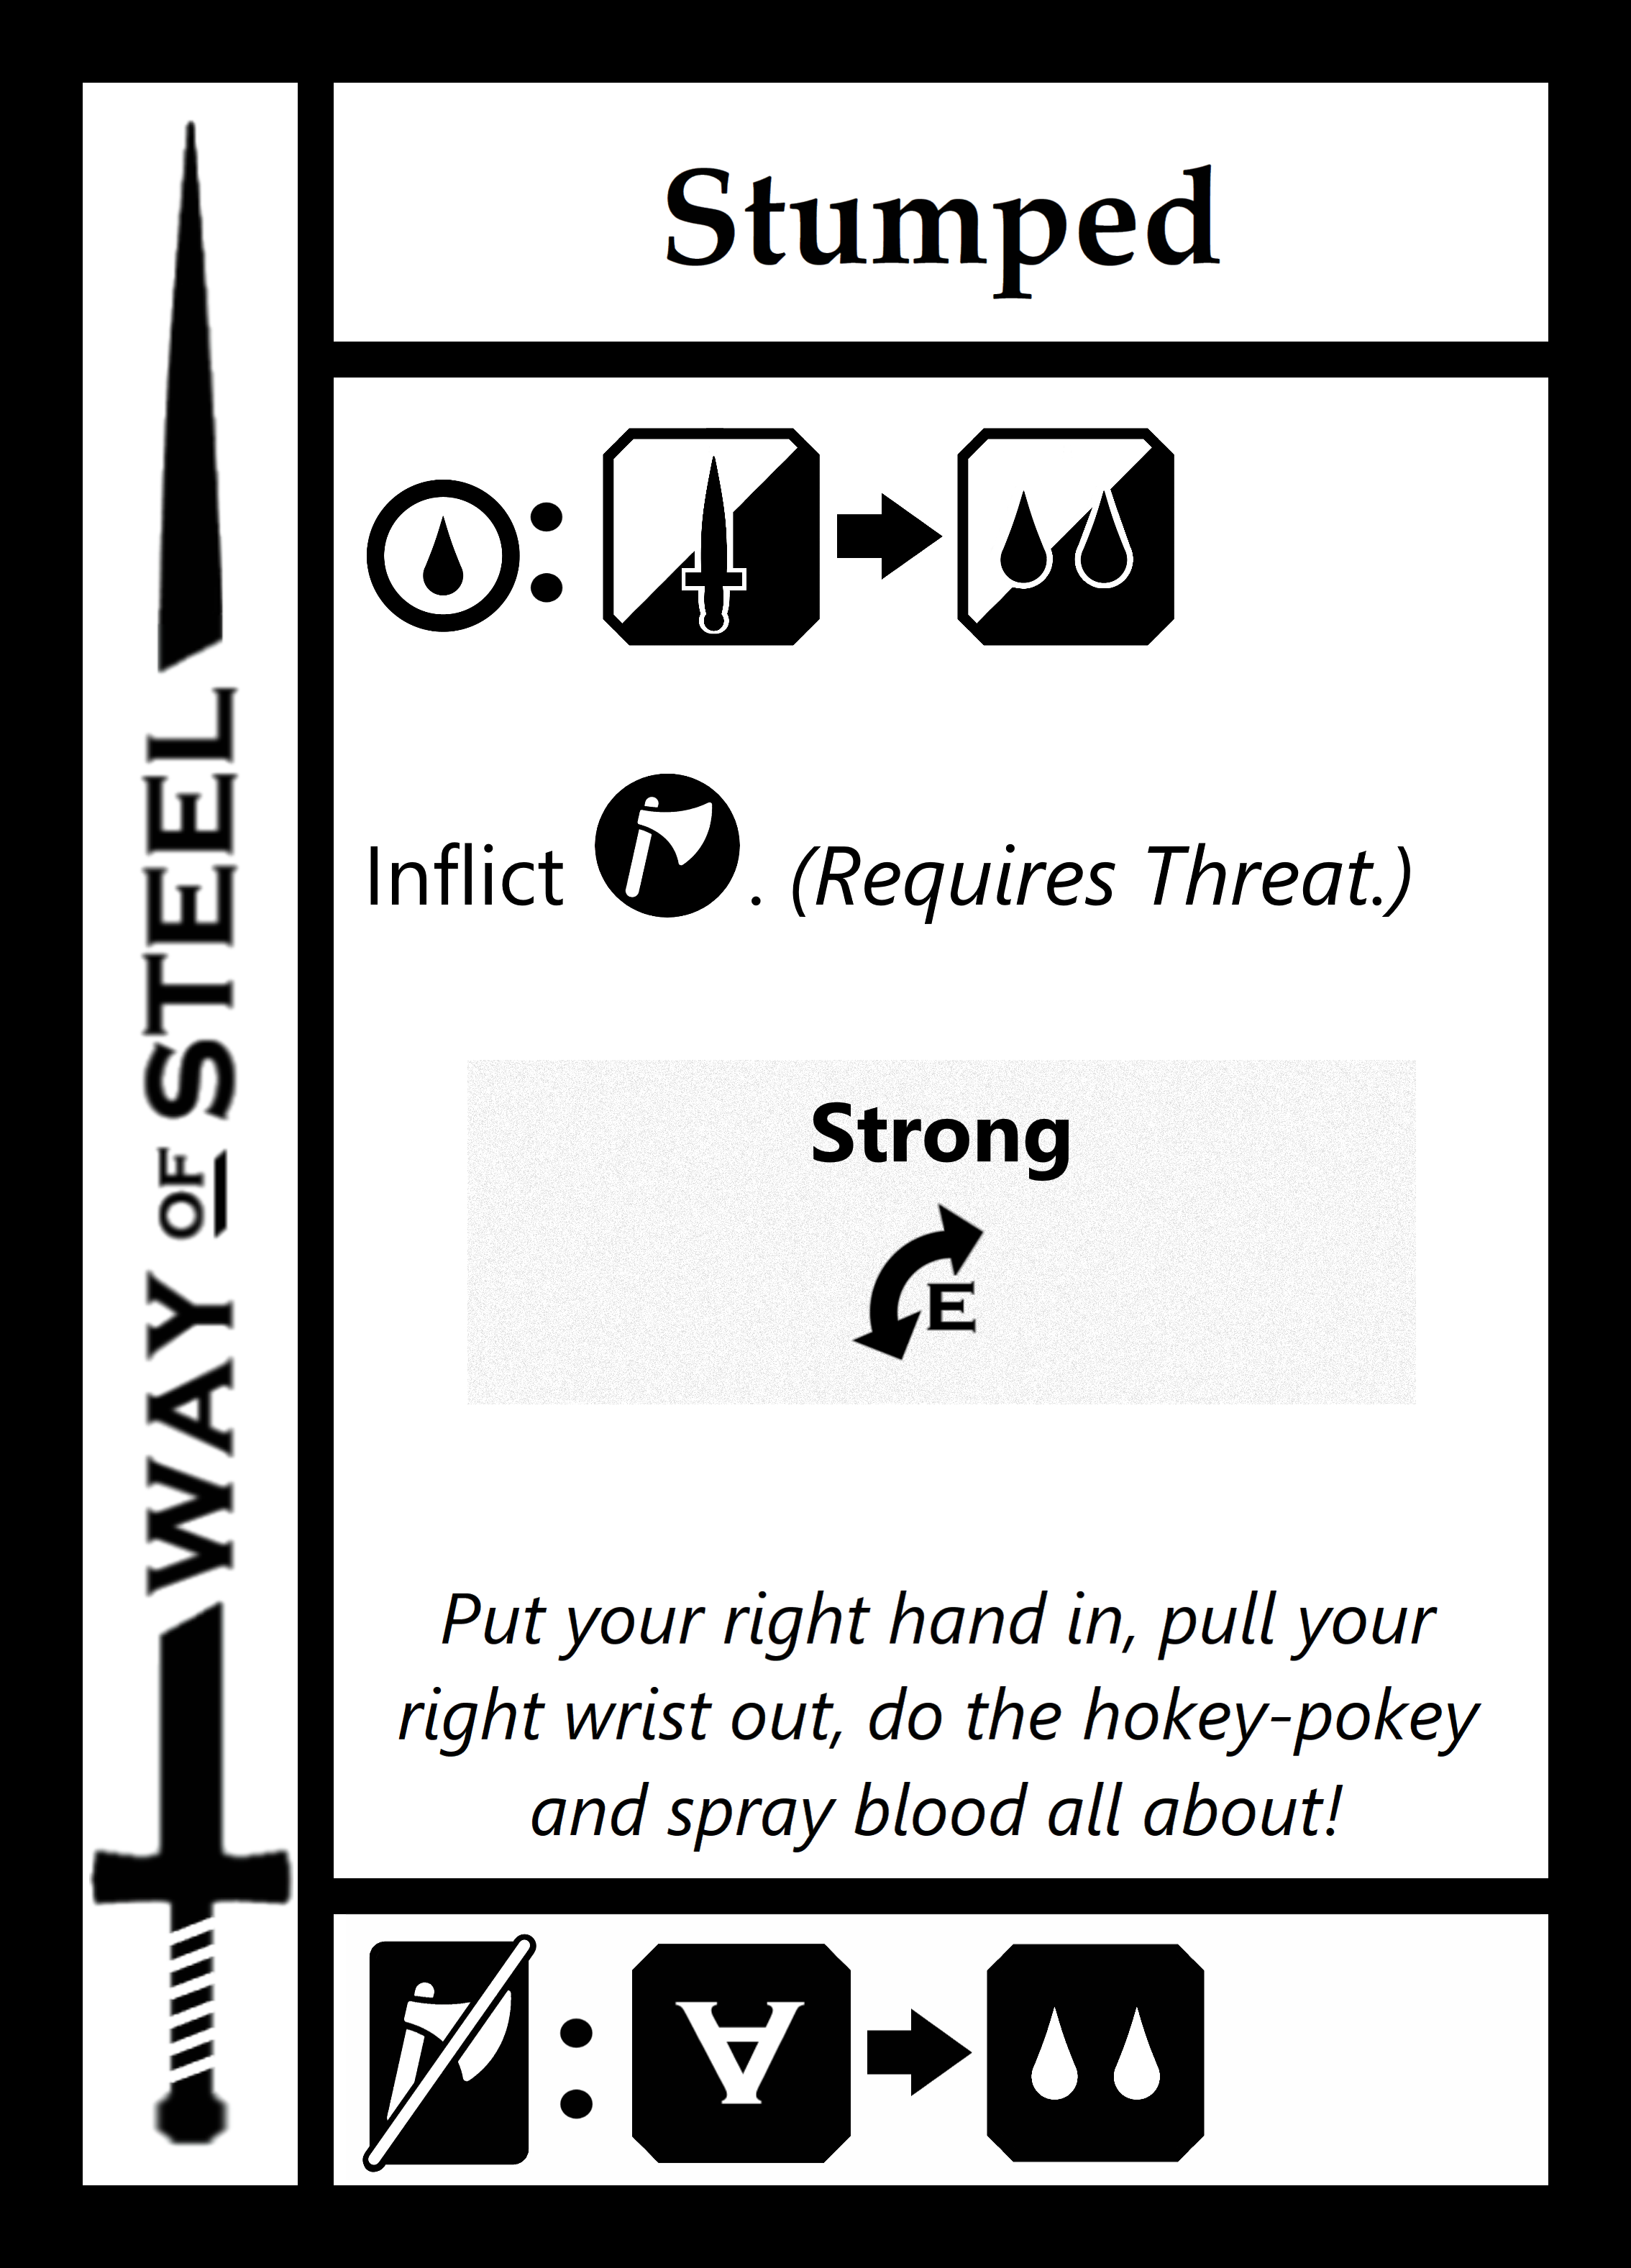 WAY OF STEEL
Stumped
:
Inflict . (Requires Threat.)
Strong
E
Put your right hand in, pull your
right wrist out, do the hokey-pokey
and spray blood all about!
: ∀